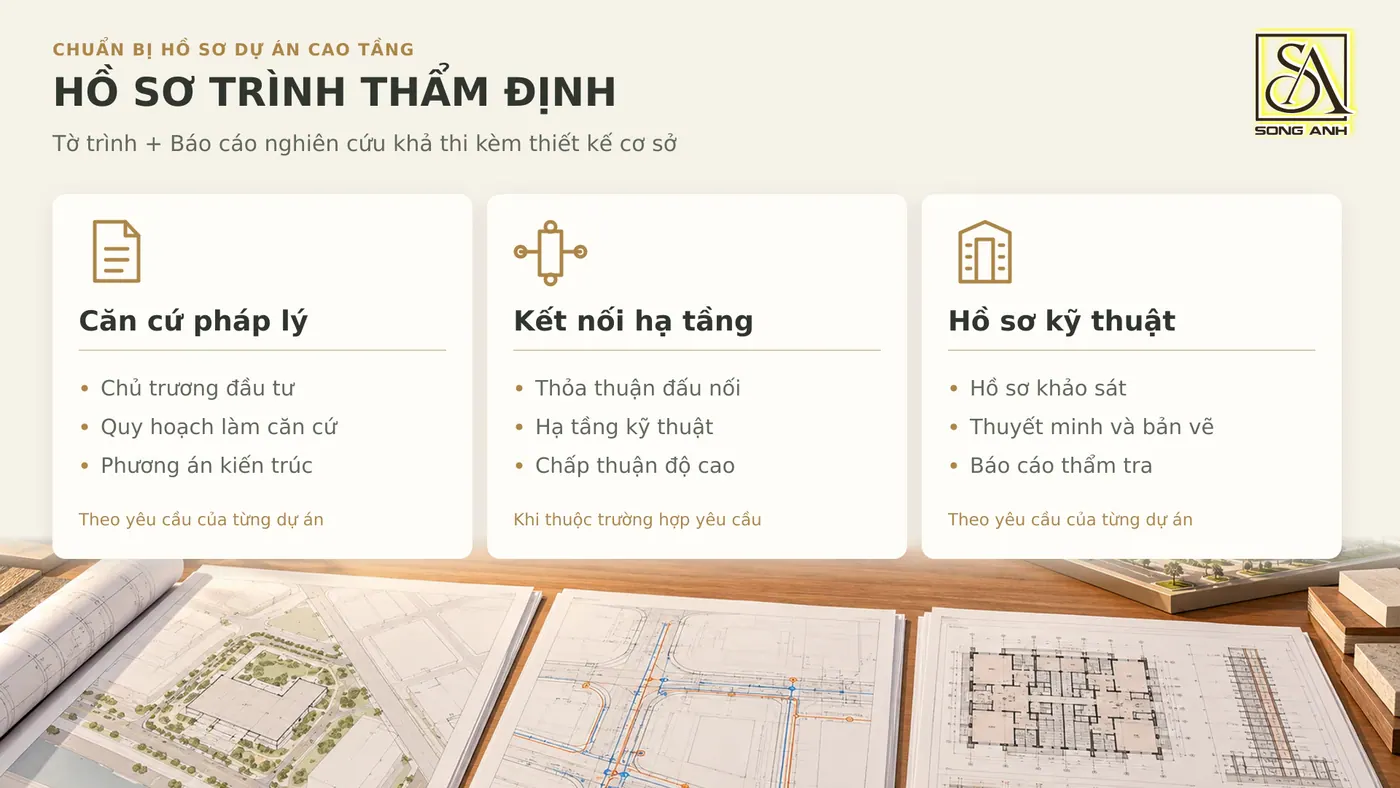 CHUẨN BỊ HỒ SƠ DỰ ÁN CAO TẦNG
HỒ SƠ TRÌNH THẨM ĐỊNH
Tờ trình + Báo cáo nghiên cứu khả thi kèm thiết kế cơ sở
SA
SONG ANH
Căn cứ pháp lý
• Chủ trương đầu tư
• Quy hoạch làm căn cứ
• Phương án kiến trúc
Theo yêu cầu của từng dự án
Kết nối hạ tầng
• Thỏa thuận đấu nối
• Hạ tầng kỹ thuật
• Chấp thuận độ cao
Khi thuộc trường hợp yêu cầu
Hồ sơ kỹ thuật
• Hồ sơ khảo sát
• Thuyết minh và bản vẽ
• Báo cáo thẩm tra
Theo yêu cầu của từng dự án